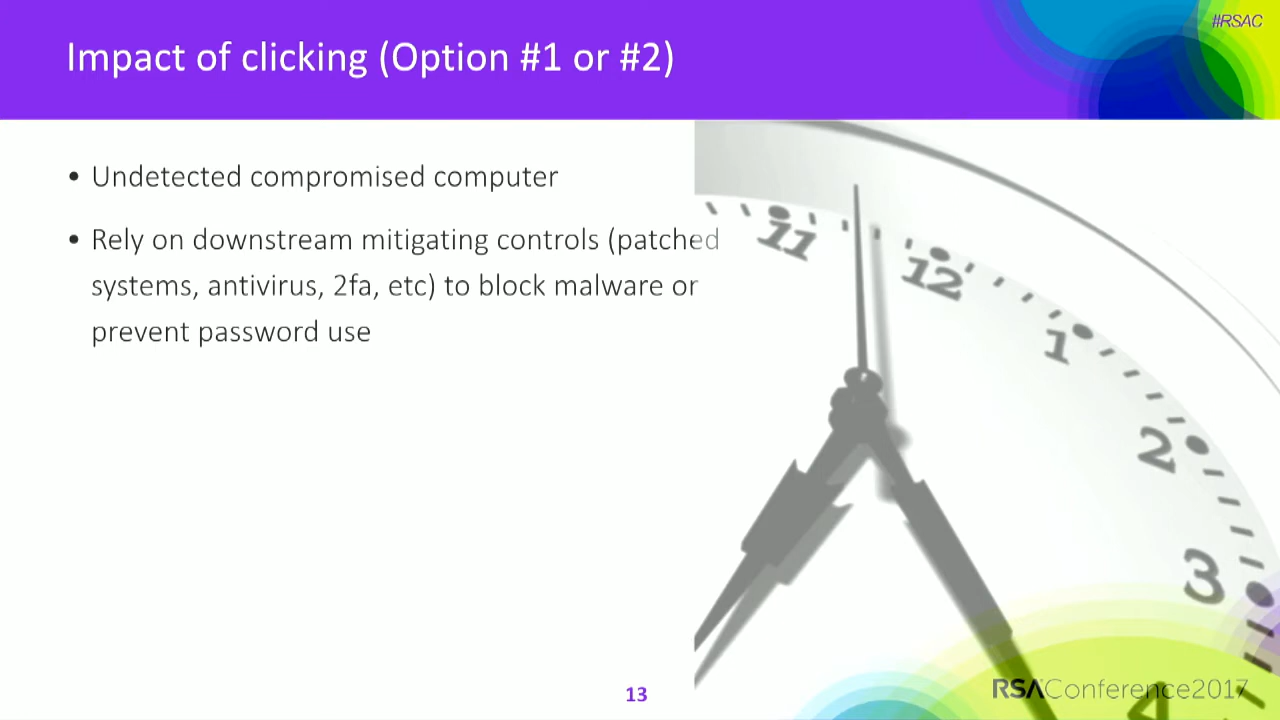 #RSAC
Impact of clicking (Option #1 or #2)
• Undetected compromised computer
• Rely on downstream mitigating controls (patched
systems, antivirus, 2fa, etc) to block malware or
prevent password use
11
12
1
2
3
4
13
RSAConference2017